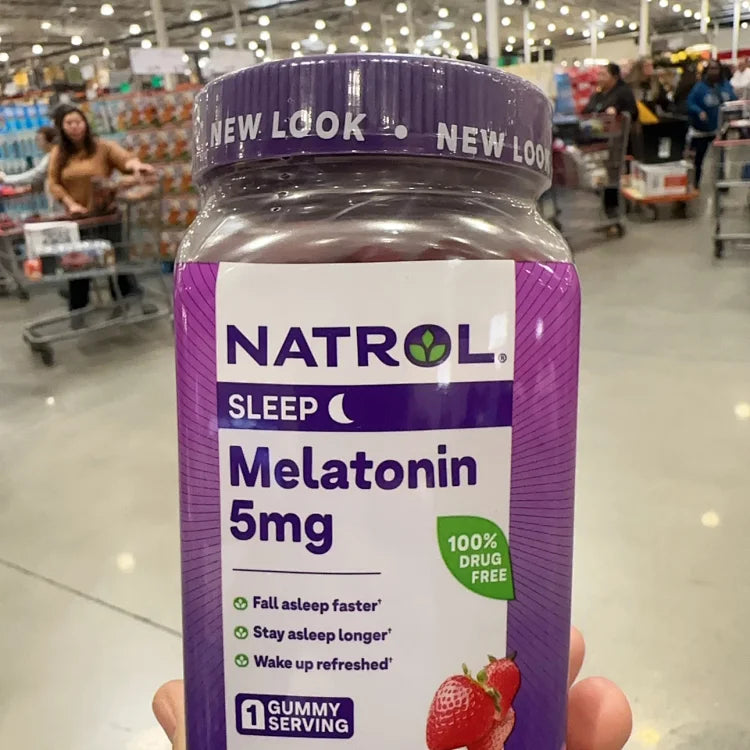 NEW LOOK • NEW LOOK
NATROL®
SLEEP
Melatonin
5mg
100%
DRUG
FREE
Fall asleep faster†
Stay asleep longer†
Wake up refreshed†
1 GUMMY
SERVING